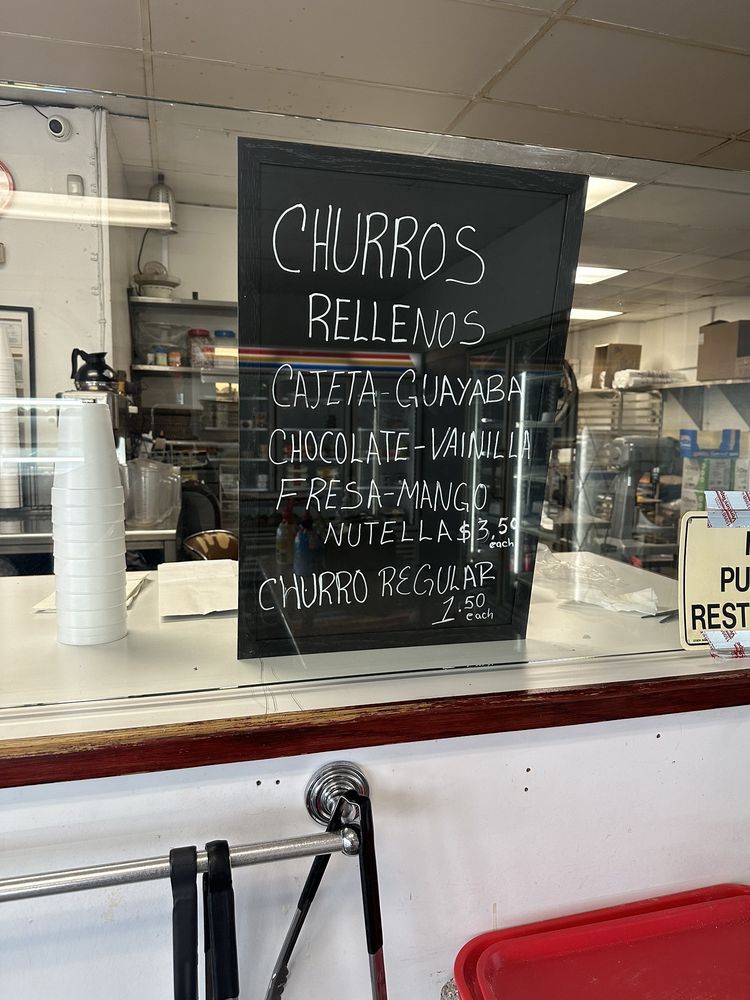 CHURROS
RELLENOS
CAJETA-GUAYABA
CHOCOLATE-VAINILLA
FRESA-MANGO
NUTELLA $3.50
each
CHURRO REGULAR
1.50
each